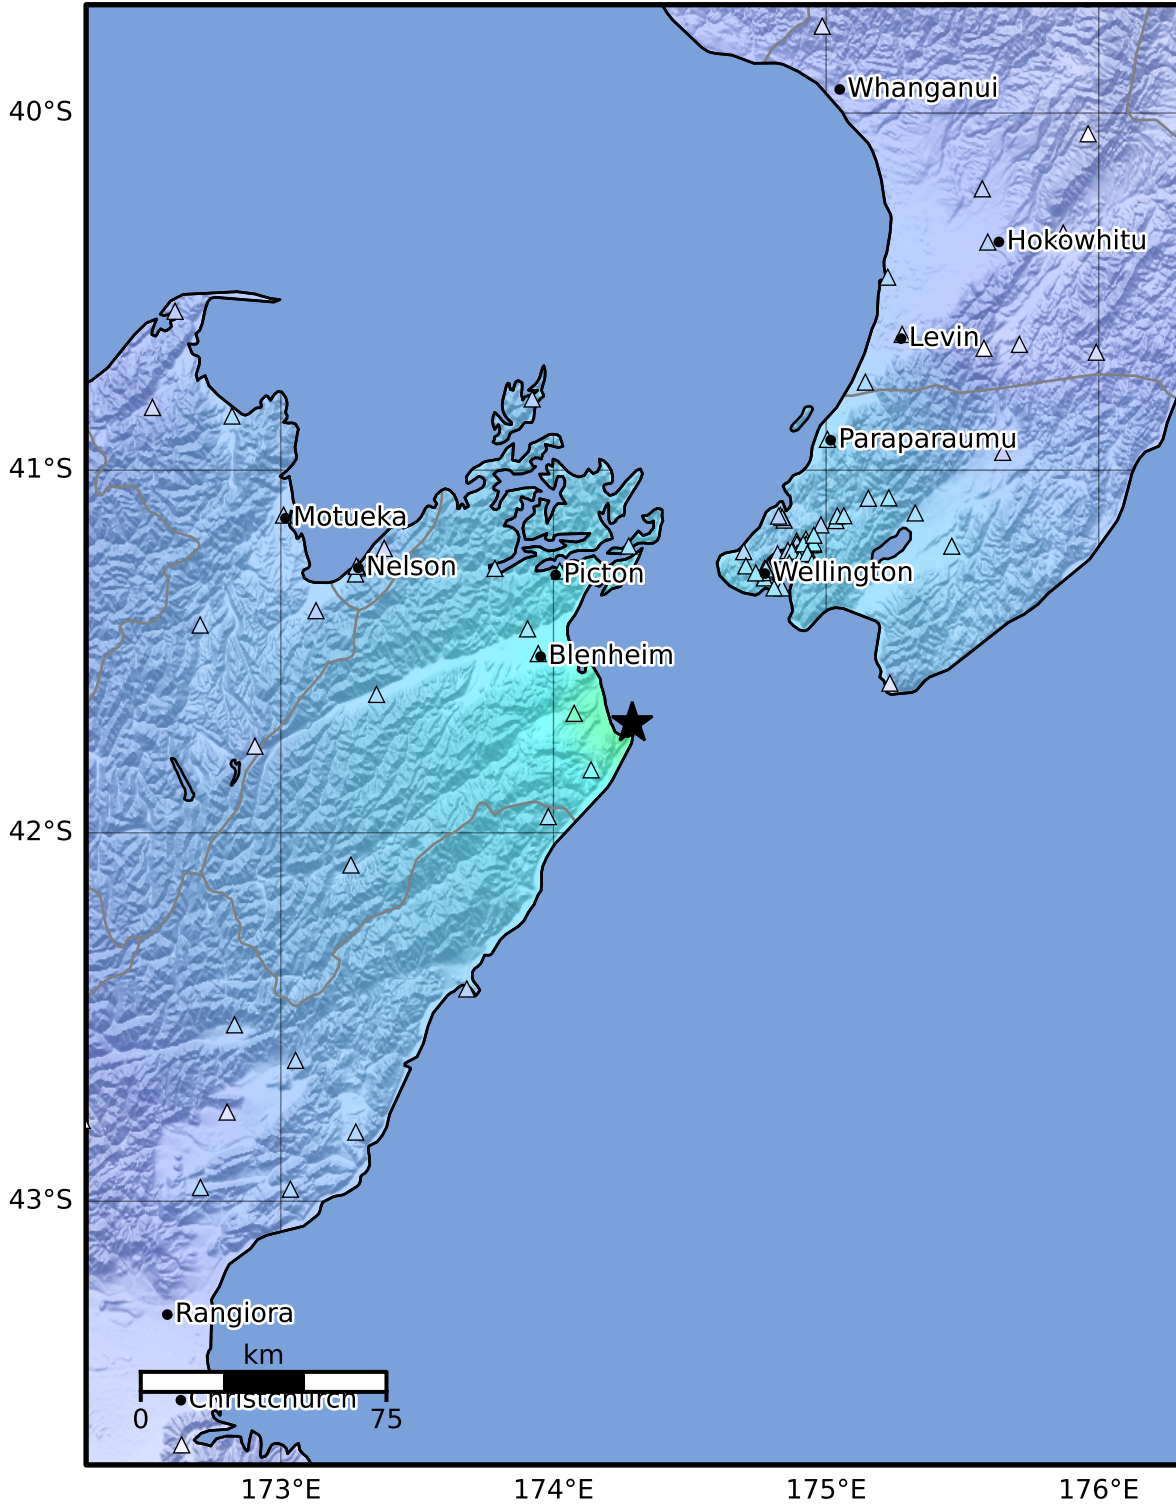 Whanganui
40°S
Hokowhitu
Levin
Paraparaumu
41°S
Motueka
Nelson
Picton
Wellington
Blenheim
42°S
43°S
Rangiora
km
Christchurch
0 75
173°E 174°E 175°E 176°E